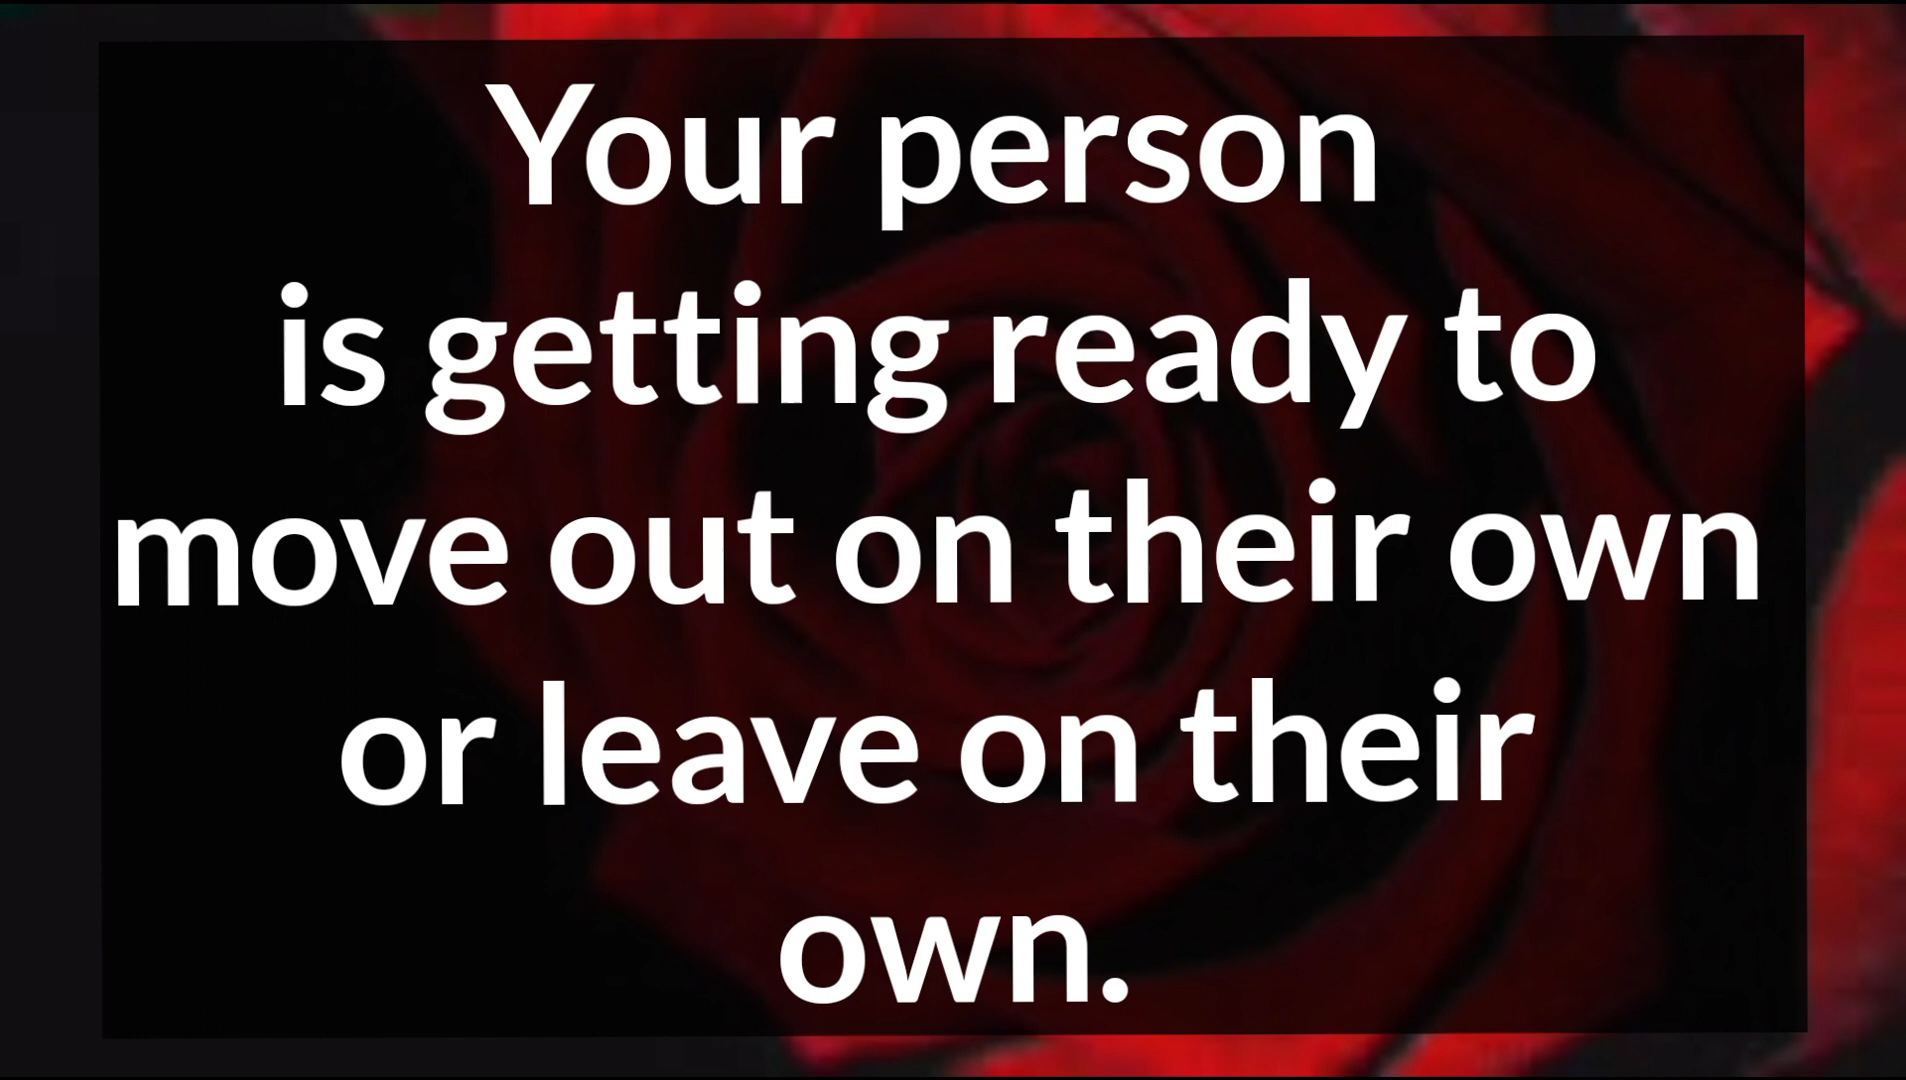 Your person
is getting ready to
move out on their own
or leave on their
own.